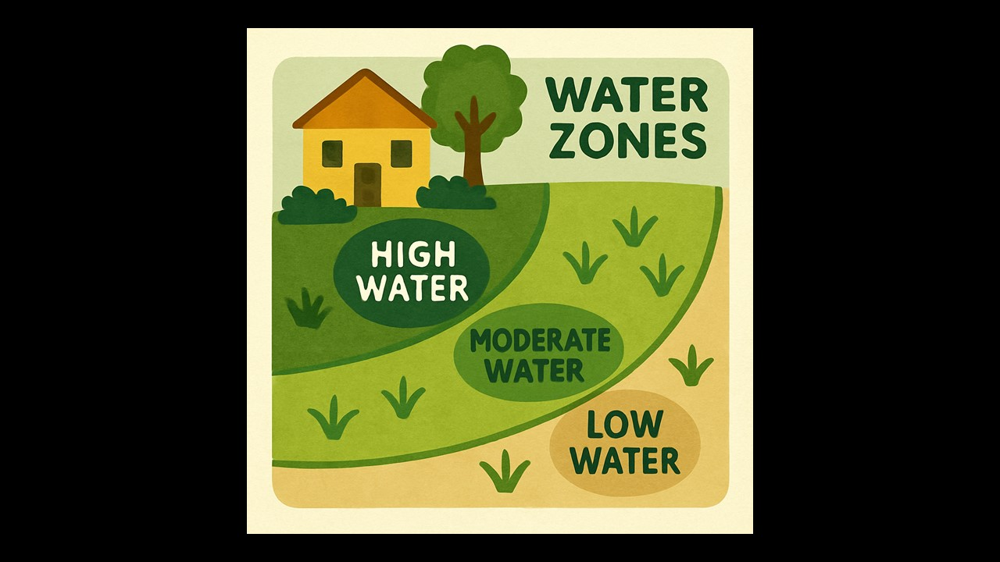 WATER
ZONES
HIGH
WATER
MODERATE
WATER
LOW
WATER